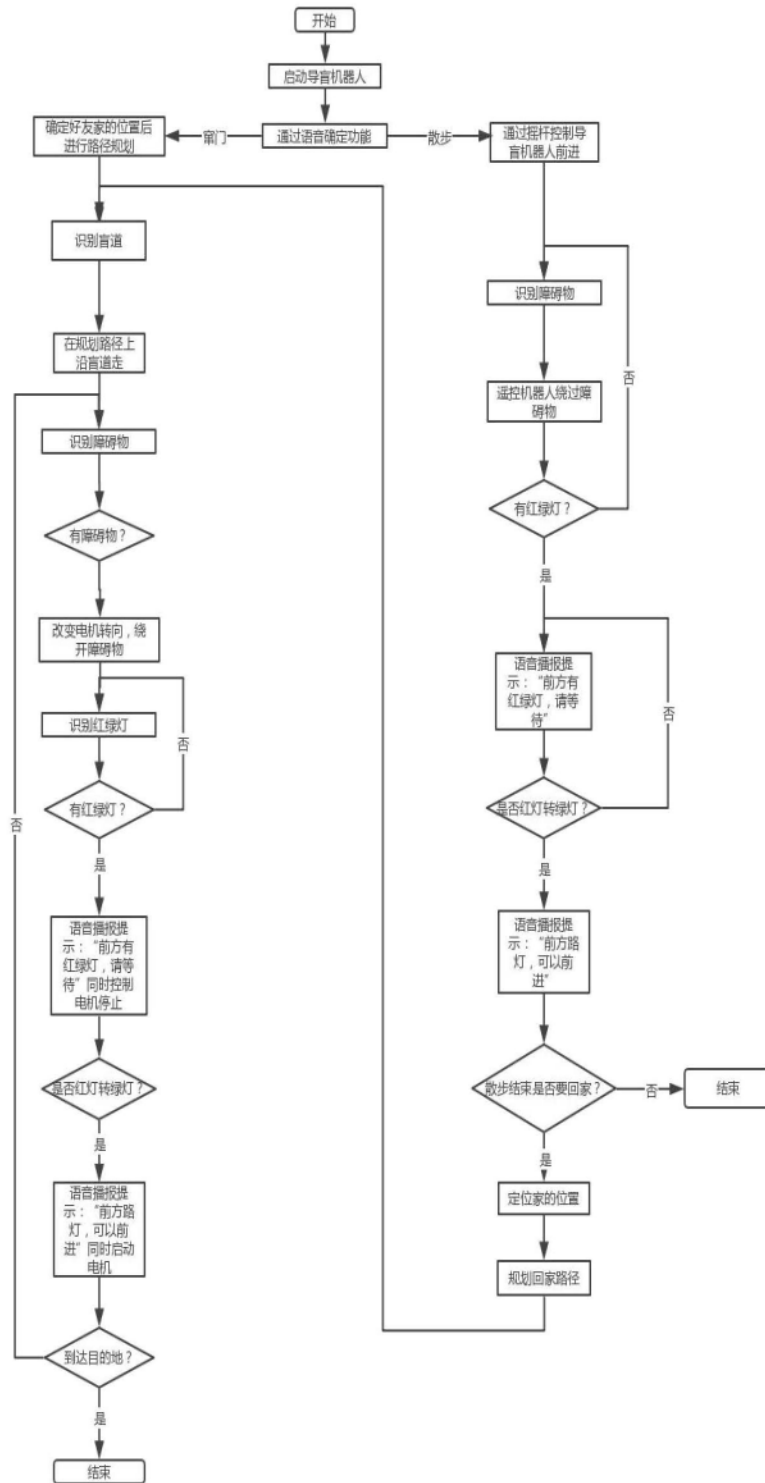 开始
启动导盲机器人
通过语音确定功能
窜门
散步
确定好友家的位置后
进行路径规划
识别盲道
在规划路径上
沿盲道走
识别障碍物
有障碍物？
改变电机转向，绕
开障碍物
识别红绿灯
否
有红绿灯？
是
语音播报提
示：“前方有
红绿灯，请等
待”同时控制
电机停止
是否红灯转绿灯？
是
语音播报提
示：“前方路
灯，可以前
进”同时启动
电机
到达目的地？
否
是
结束
通过摇杆控制导
盲机器人前进
识别障碍物
遥控机器人绕过障
碍物
否
有红绿灯？
是
语音播报提
示：“前方有
红绿灯，请等
待”
否
是否红灯转绿灯？
是
语音播报提
示：“前方路
灯，可以前
进”
散步结束是否要回家？
否
结束
是
定位家的位置
规划回家路径